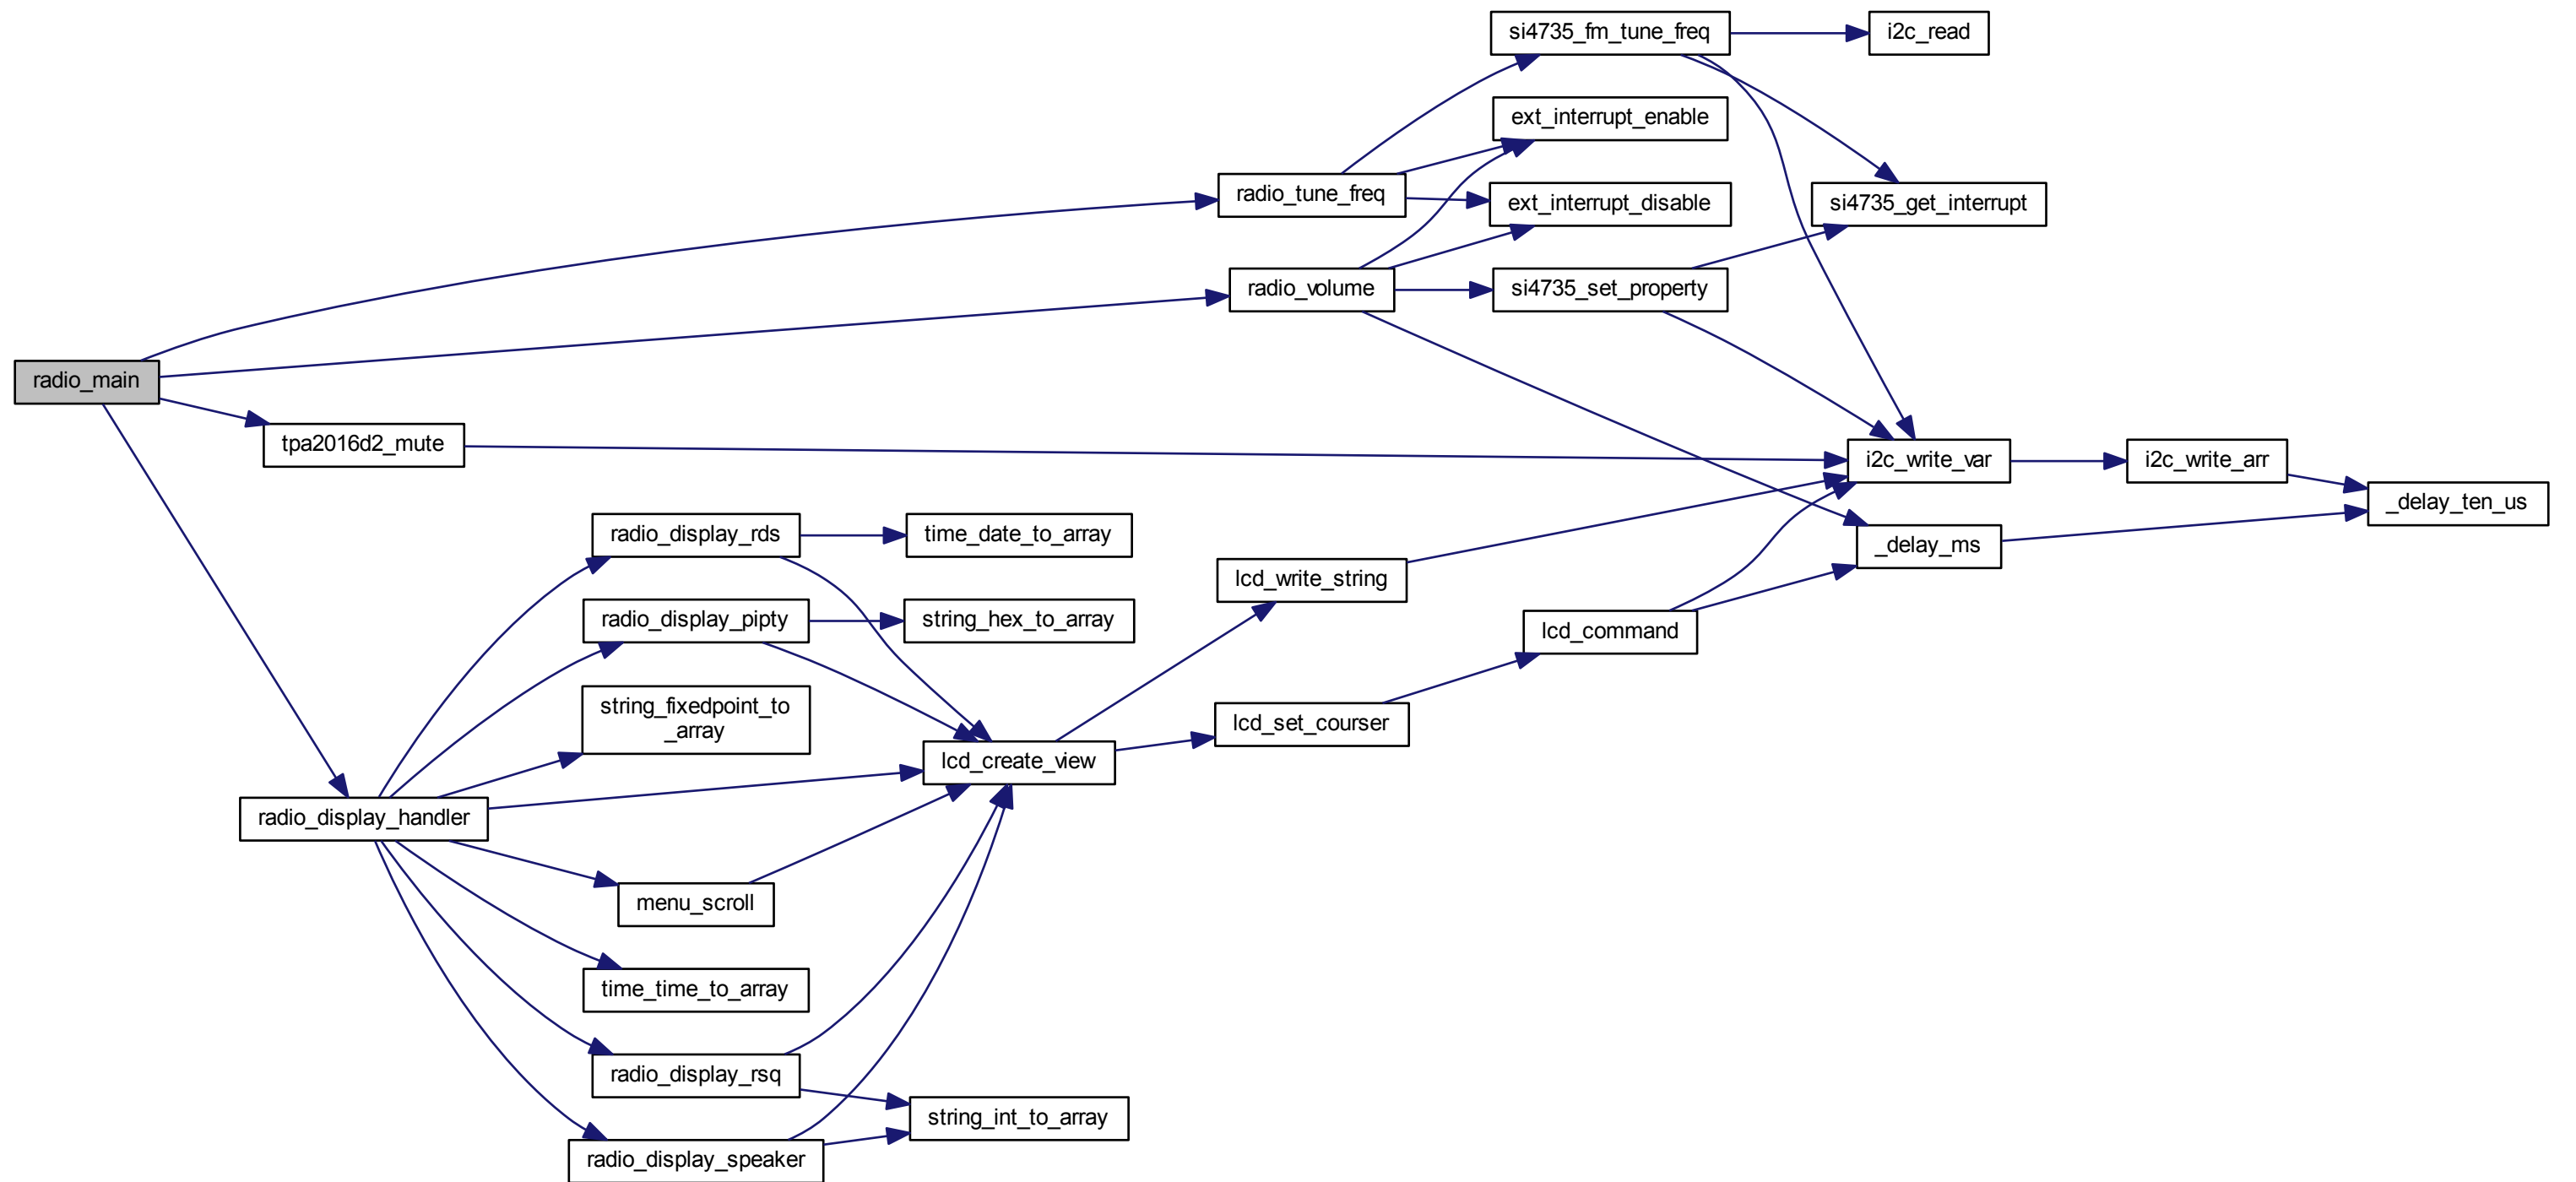 si4735_fm_tune_freq
i2c_read
ext_interrupt_enable
radio_tune_freq
ext_interrupt_disable
si4735_get_interrupt
radio_volume
si4735_set_property
radio_main
tpa2016d2_mute
i2c_write_var
i2c_write_arr
_delay_ten_us
radio_display_rds
time_date_to_array
_delay_ms
lcd_write_string
radio_display_pipty
string_hex_to_array
lcd_command
string_fixedpoint_to
_array
lcd_set_courser
lcd_create_view
radio_display_handler
menu_scroll
time_time_to_array
radio_display_rsq
string_int_to_array
radio_display_speaker